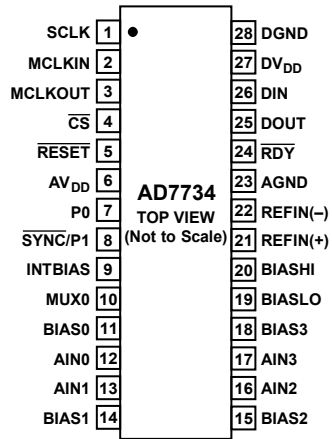 SCLK 1 28 DGND
MCLKIN 2 27 DVDD
MCLKOUT 3 26 DIN
CS 4 25 DOUT
RESET 5 24 RDY
AVDD 6 23 AGND
P0 7 22 REFIN(–)
SYNC/P1 8 21 REFIN(+)
INTBIAS 9 20 BIASHI
MUX0 10 19 BIASLO
BIAS0 11 18 BIAS3
AIN0 12 17 AIN3
AIN1 13 16 AIN2
BIAS1 14 15 BIAS2
AD7734
TOP VIEW
(Not to Scale)